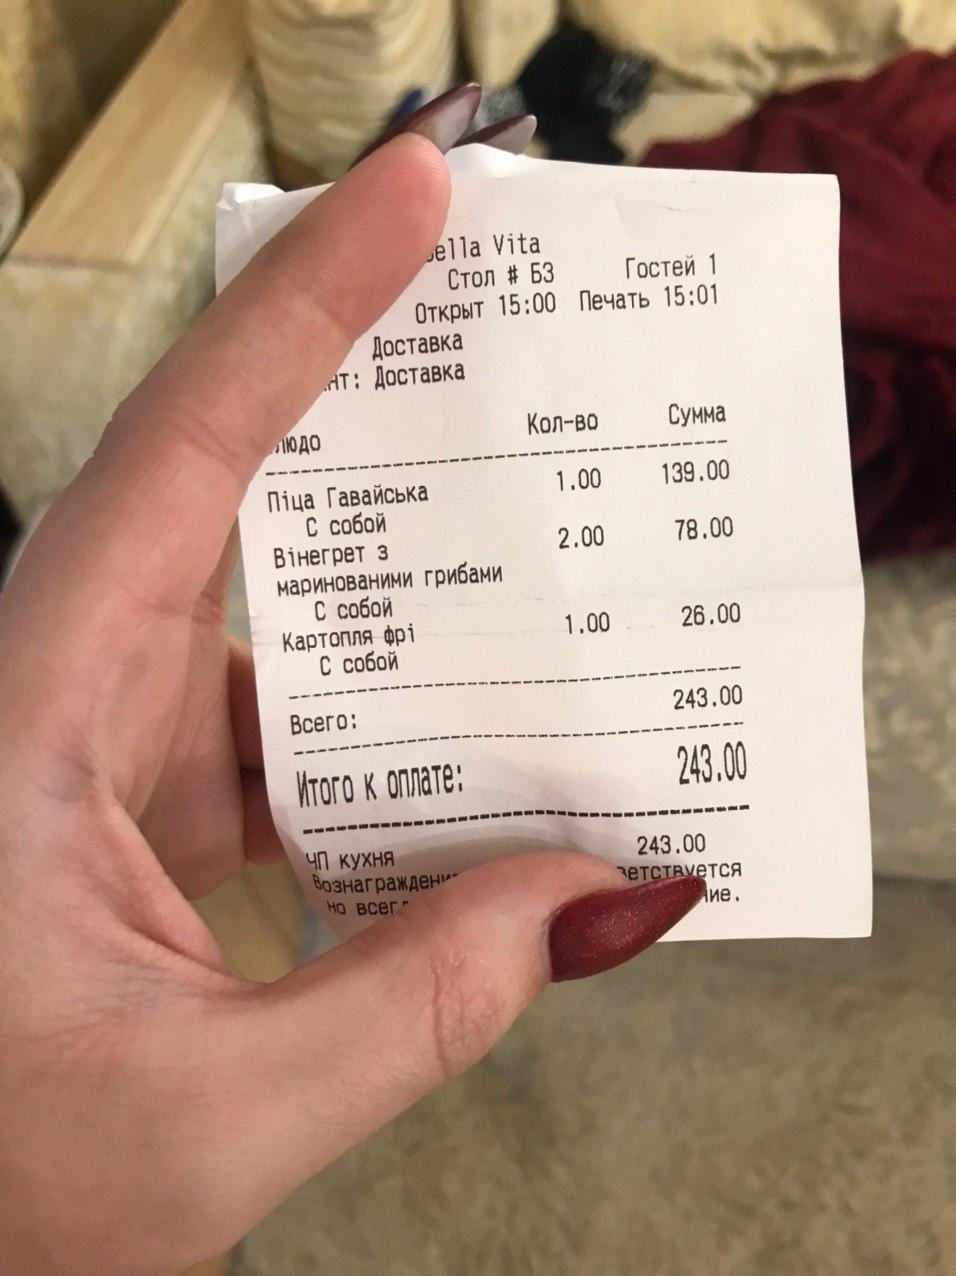 Bella Vita
Стол # Б3 Гостей 1
Открыт 15:00 Печать 15:01
Доставка
нт: Доставка
людо Кол-во Сумма
Піца Гавайська 1.00 139.00
С собой
Вінегрет з 2.00 78.00
маринованими грибами
С собой
Картопля фрі 1.00 26.00
С собой
Всего: 243.00
Итого к оплате: 243.00
ЧП КУХНЯ 243.00
Вознаграждени ветствуется
но всег ние.